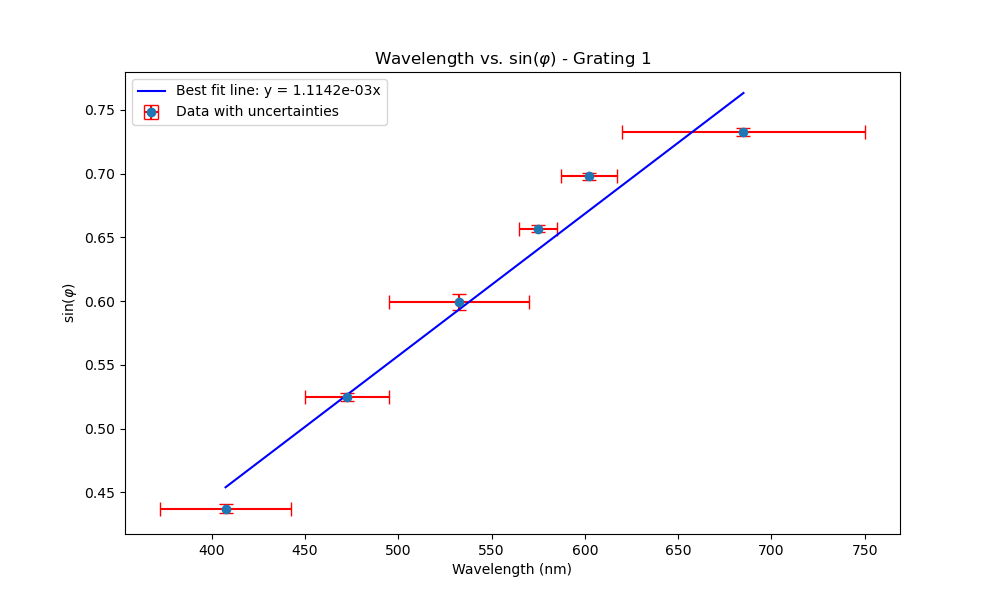 Wavelength vs. sin(φ) - Grating 1
Best fit line: y = 1.1142e-03x
Data with uncertainties
sin(φ)
0.75
0.70
0.65
0.60
0.55
0.50
0.45
400 450 500 550 600 650 700 750
Wavelength (nm)